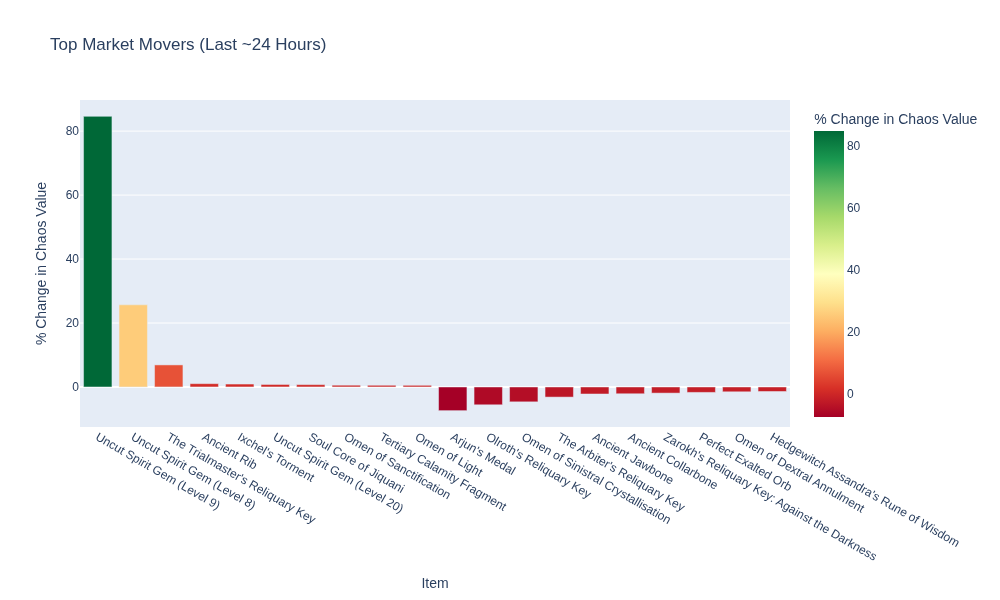 Top Market Movers (Last ~24 Hours)
% Change in Chaos Value
80
60
40
20
0
% Change in Chaos Value
80
60
40
20
0
Uncut Spirit Gem (Level 9)
Uncut Spirit Gem (Level 8)
The Trialmaster's Reliquary Key
Ancient Rib
Ixchel's Torment
Uncut Spirit Gem (Level 20)
Soul Core of Jiquani
Omen of Sanctification
Tertiary Calamity Fragment
Omen of Light
Arjun's Medal
Olroth's Reliquary Key
Omen of Sinistral Crystallisation
The Arbiter's Reliquary Key
Ancient Jawbone
Ancient Collarbone
Zarokh's Reliquary Key: Against the Darkness
Perfect Exalted Orb
Omen of Dextral Annulment
Hedgewitch Assandra's Rune of Wisdom
Item